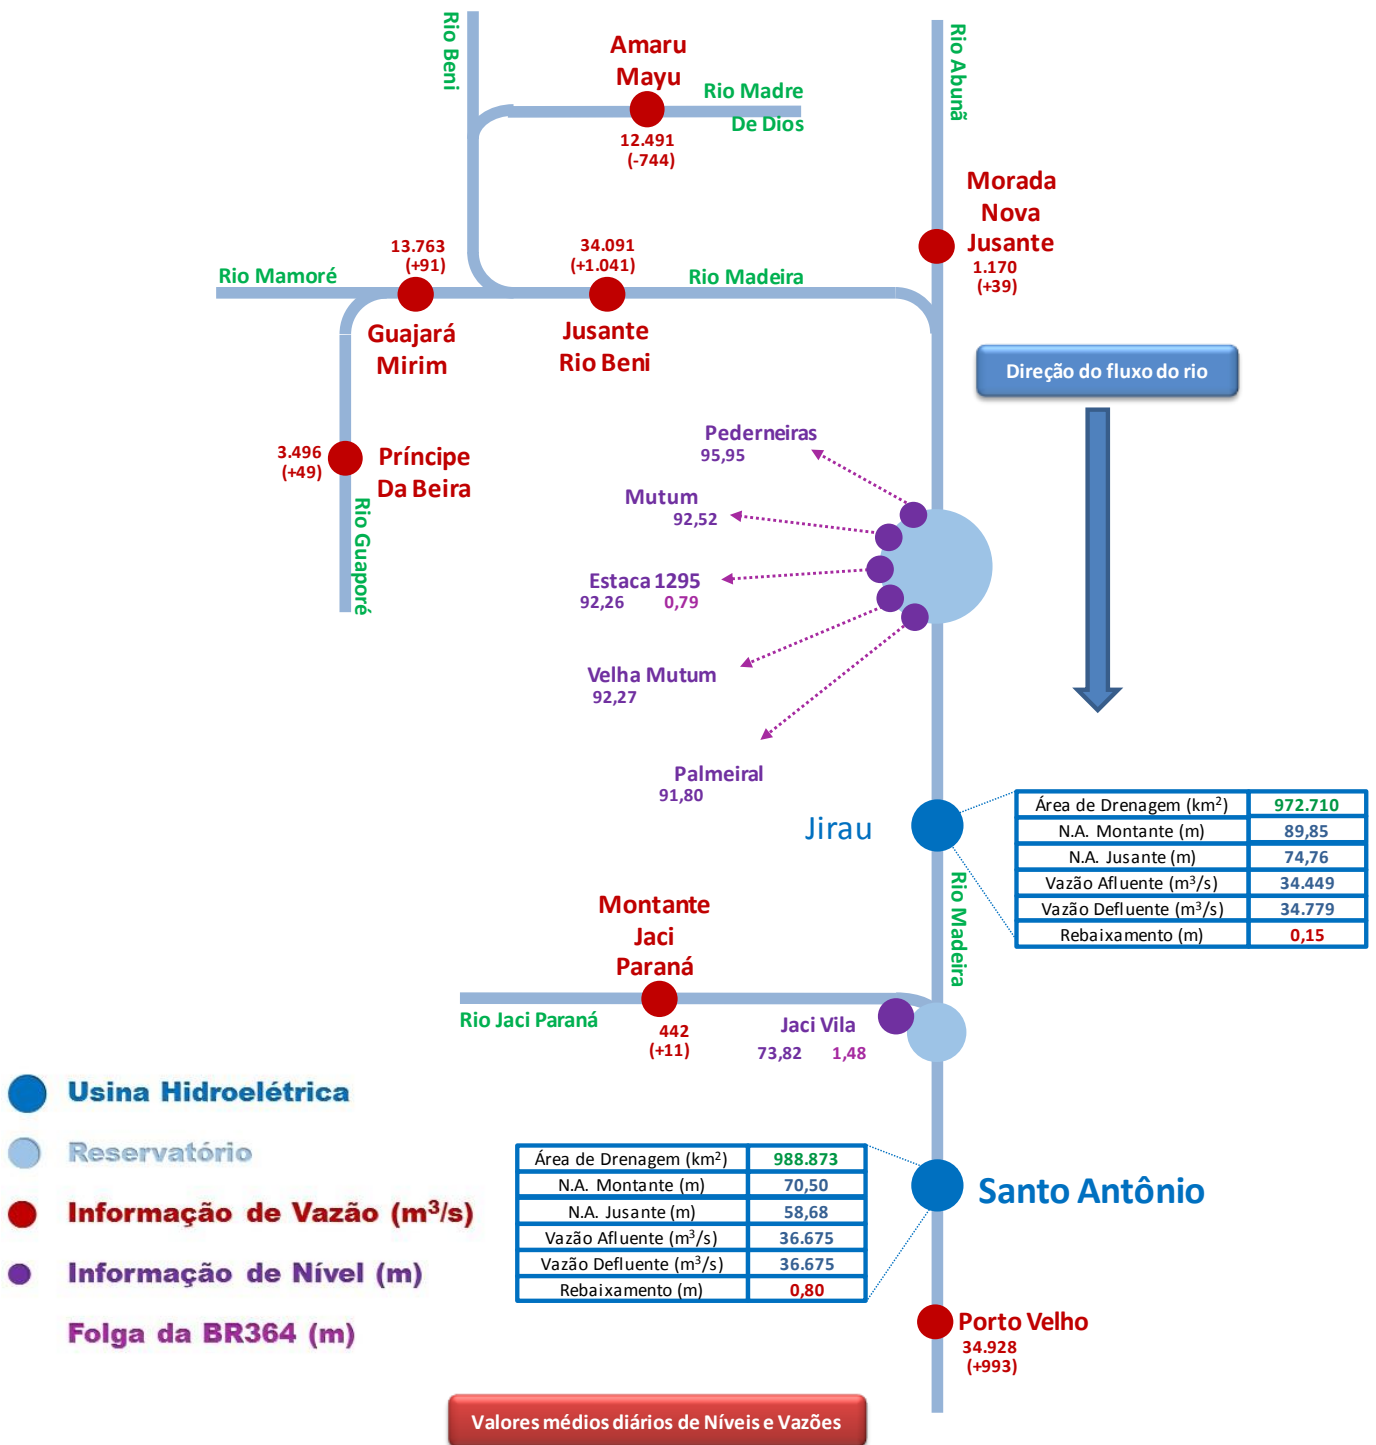 Rio Beni
Amaru
Mayu
Rio Madre
De Dios
12.491
(-744)
Rio Abunã
Morada
Nova
Jusante
1.170
(+39)
13.763
(+91)
34.091
(+1.041)
Rio Mamoré
Rio Madeira
Guajará
Mirim
Jusante
Rio Beni
Direção do fluxo do rio
3.496
(+49)
Príncipe
Da Beira
Rio Guaporé
Pederneiras
95,95
Mutum
92,52
Estaca 1295
92,26 0,79
Velha Mutum
92,27
Palmeiral
91,80
Jirau
Área de Drenagem (km²) 972.710
N.A. Montante (m) 89,85
N.A. Jusante (m) 74,76
Vazão Afluente (m³/s) 34.449
Vazão Defluente (m³/s) 34.779
Rebaixamento (m) 0,15
Rio Madeira
Montante
Jaci
Paraná
Rio Jaci Paraná
442
(+11)
Jaci Vila
73,82 1,48
Usina Hidroelétrica
Reservatório
Informação de Vazão (m³/s)
Informação de Nível (m)
Folga da BR364 (m)
Área de Drenagem (km²) 988.873
N.A. Montante (m) 70,50
N.A. Jusante (m) 58,68
Vazão Afluente (m³/s) 36.675
Vazão Defluente (m³/s) 36.675
Rebaixamento (m) 0,80
Santo Antônio
Porto Velho
34.928
(+993)
Valores médios diários de Níveis e Vazões